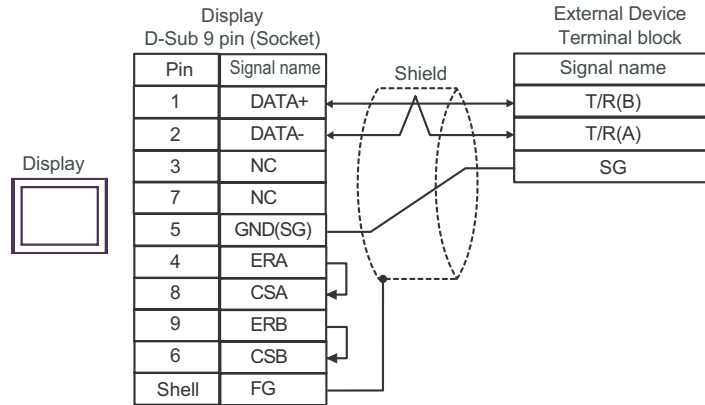 Display
D-Sub 9 pin (Socket)
External Device
Terminal block
Pin Signal name
Shield
Signal name
1 DATA+
T/R(B)
2 DATA-
T/R(A)
Display
3 NC
SG
7 NC
5 GND(SG)
4 ERA
8 CSA
9 ERB
6 CSB
Shell FG